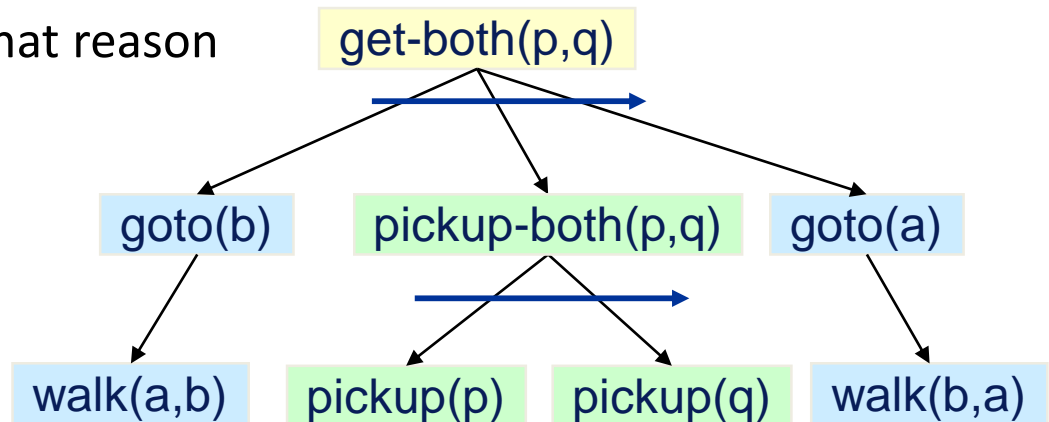 hat reason
get-both(p,q)
goto(b)
pickup-both(p,q)
goto(a)
walk(a,b)
pickup(p)
pickup(q)
walk(b,a)